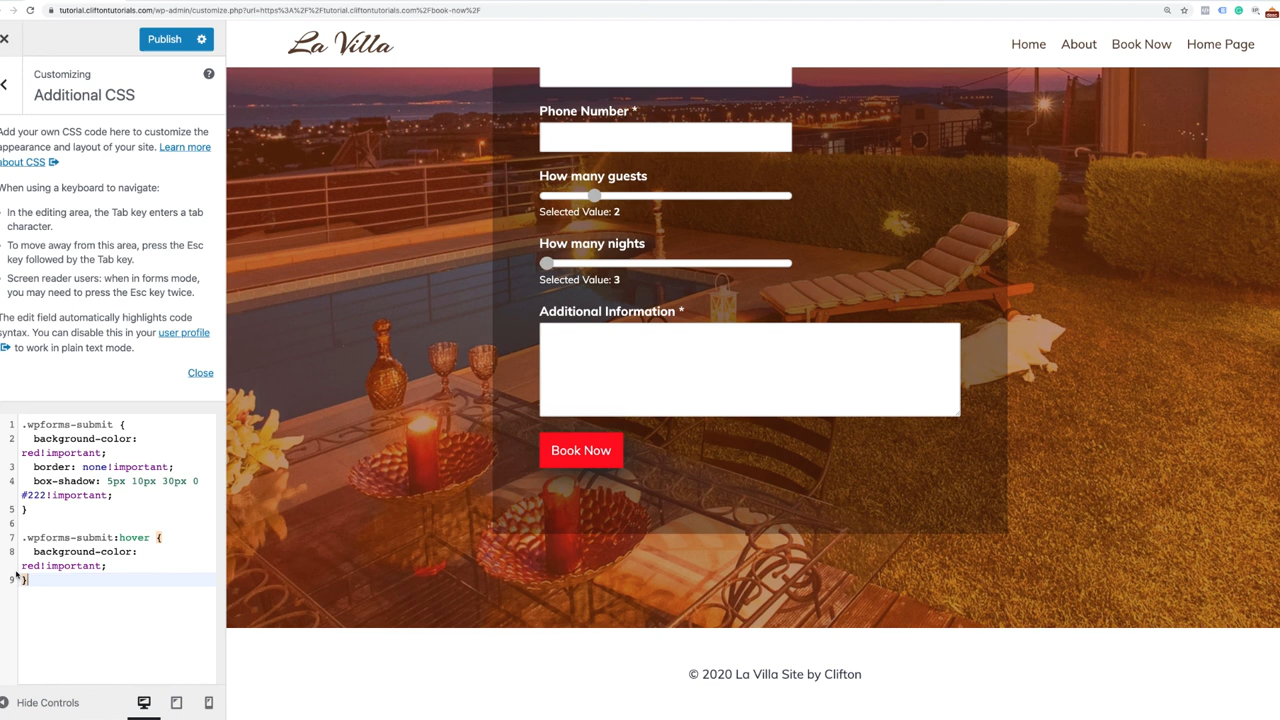 tutorial.cliftontutorials.com/wp-admin/customize.php?url=https%3A%2F%2Ftutorial.cliftontutorials.com%2Fbook-now%2F
Publish
Customizing
Additional CSS
Add your own CSS code here to customize the
appearance and layout of your site. Learn more
about CSS
When using a keyboard to navigate:
In the editing area, the Tab key enters a tab
character.
To move away from this area, press the Esc
key followed by the Tab key.
Screen reader users: when in forms mode,
you may need to press the Esc key twice.
The edit field automatically highlights code
syntax. You can disable this in your user profile
to work in plain text mode.
Close
1 .wpforms-submit {
2 background-color:
red!important;
3 border: none!important;
4 box-shadow: 5px 10px 30px 0
#222!important;
5 }
6
7 .wpforms-submit:hover {
8 background-color:
red!important;
9 }
Hide Controls
La Villa
Home About Book Now Home Page
Phone Number *
How many guests
Selected Value: 2
How many nights
Selected Value: 3
Additional Information *
Book Now
© 2020 La Villa Site by Clifton